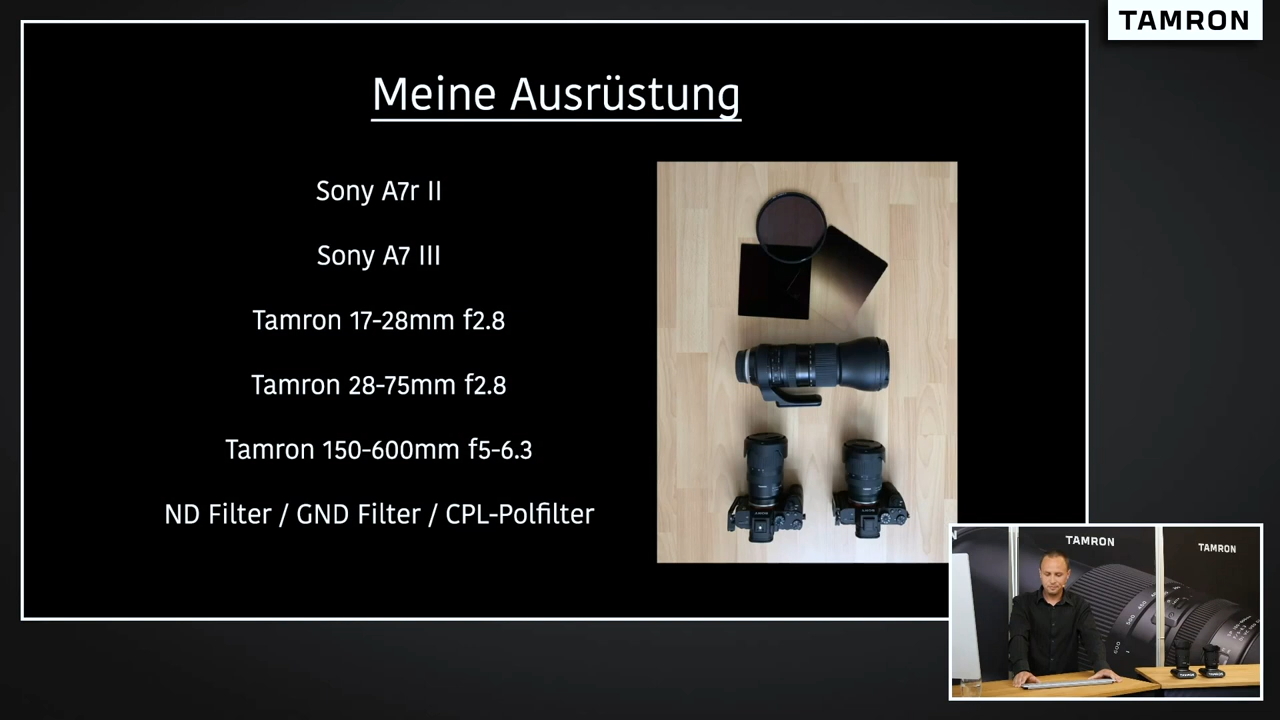 TAMRON
Meine Ausrüstung
Sony A7r II
Sony A7 III
Tamron 17-28mm f2.8
Tamron 28-75mm f2.8
Tamron 150-600mm f5-6.3
ND Filter / GND Filter / CPL-Polfilter
TAMRON
TAMRON